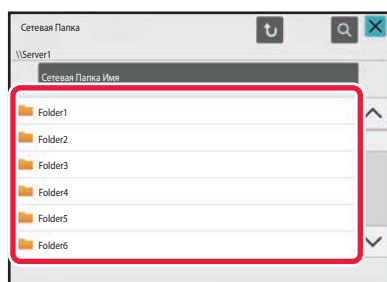 Сетевая Папка
\\Server1
Сетевая Папка Имя
Folder1
Folder2
Folder3
Folder4
Folder5
Folder6